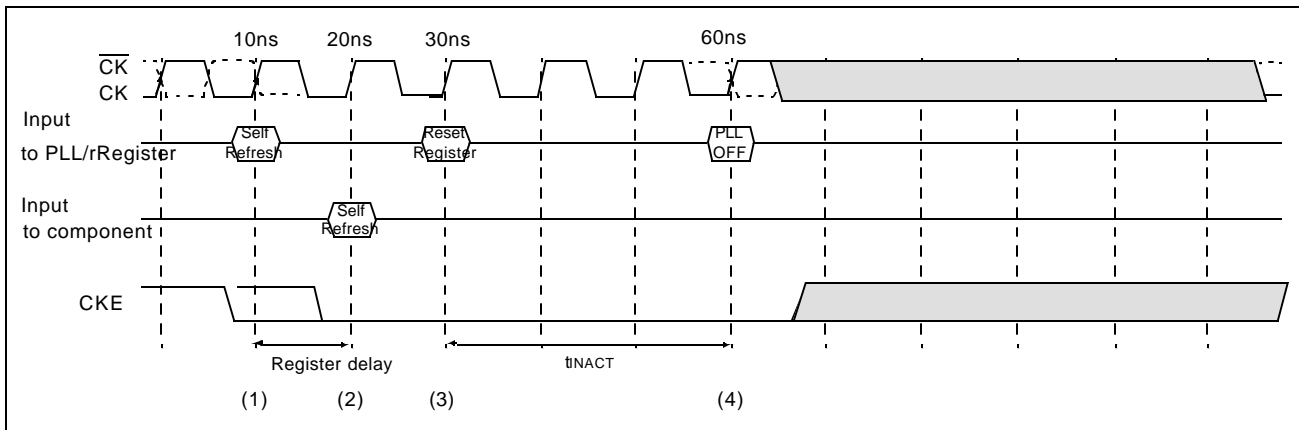 10ns 20ns 30ns 60ns
CK
CK
Input
to PLL/rRegister
Self
Refresh
Reset
Register
PLL
OFF
Input
to component
Self
Refresh
CKE
Register delay
tINACT
(1) (2) (3) (4)